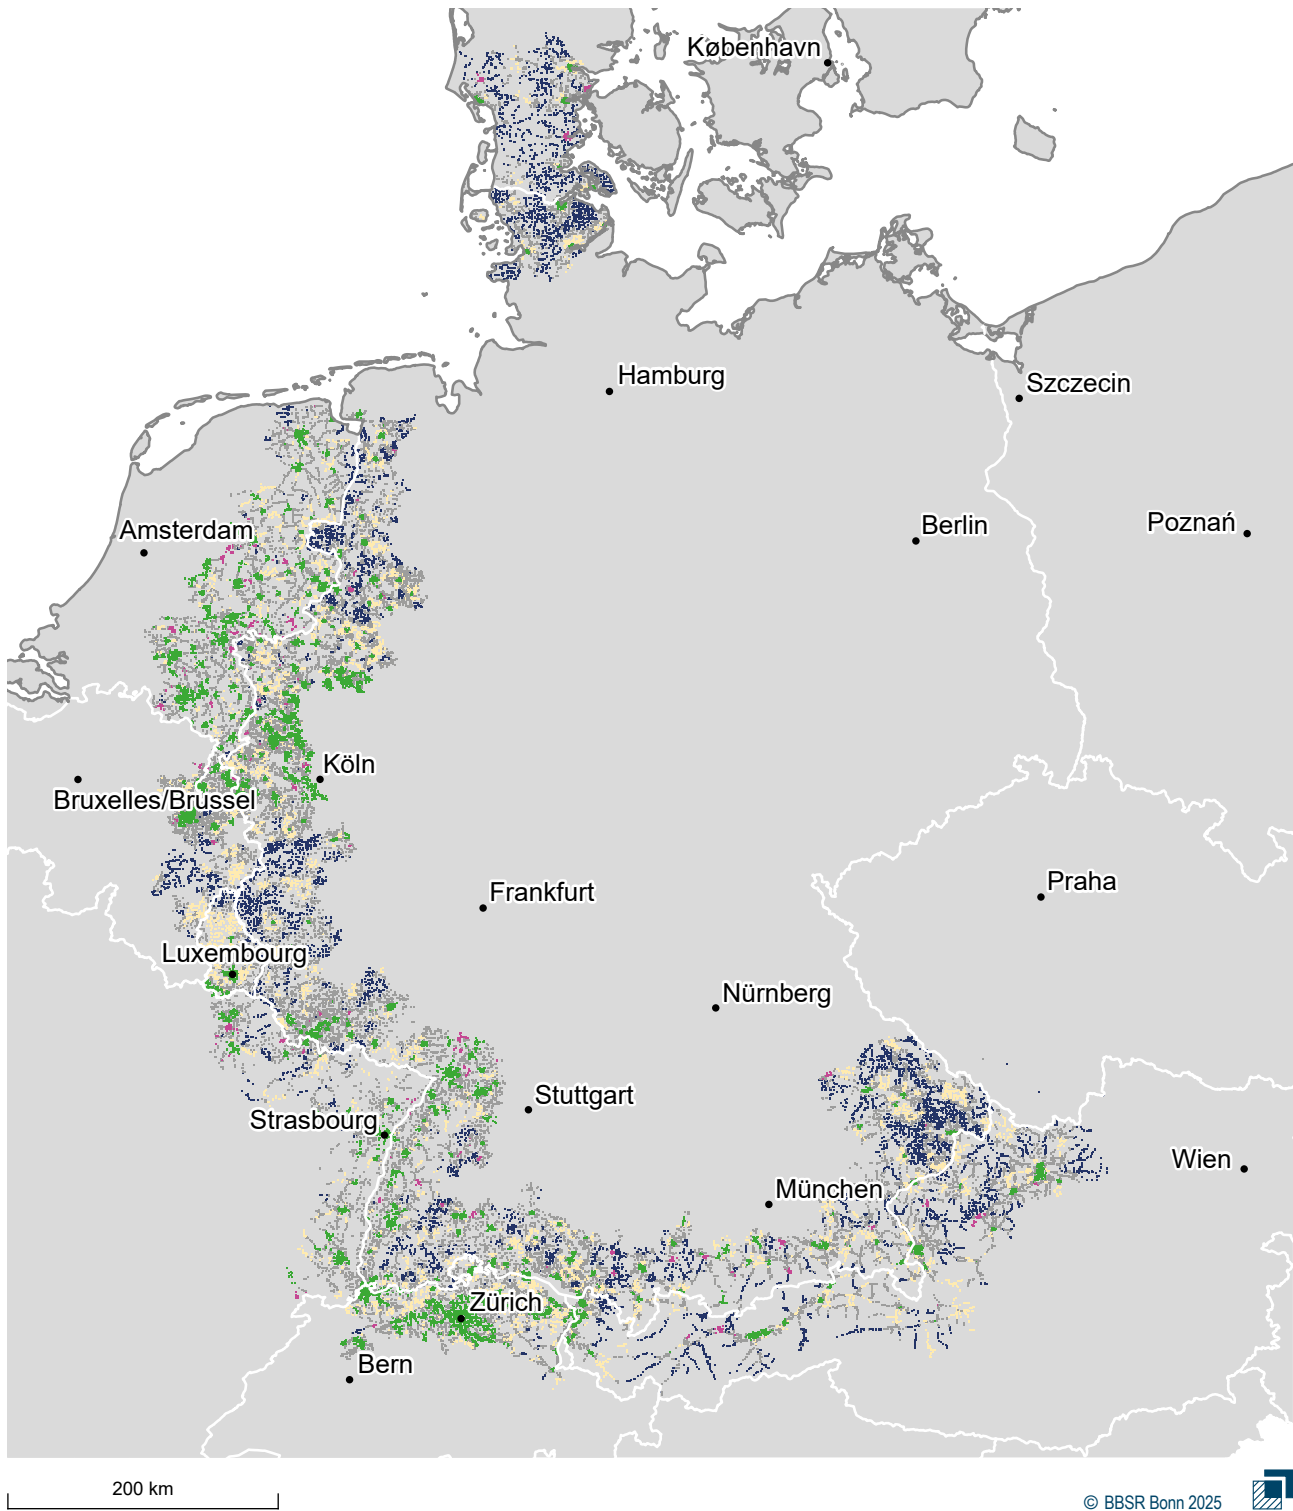 København
Hamburg
Szczecin
Amsterdam
Berlin
Poznań
Köln
Bruxelles/Brussel
Praha
Frankfurt
Luxembourg
Nürnberg
Stuttgart
Strasbourg
Wien
München
Zürich
Bern
200 km
© BBSR Bonn 2025